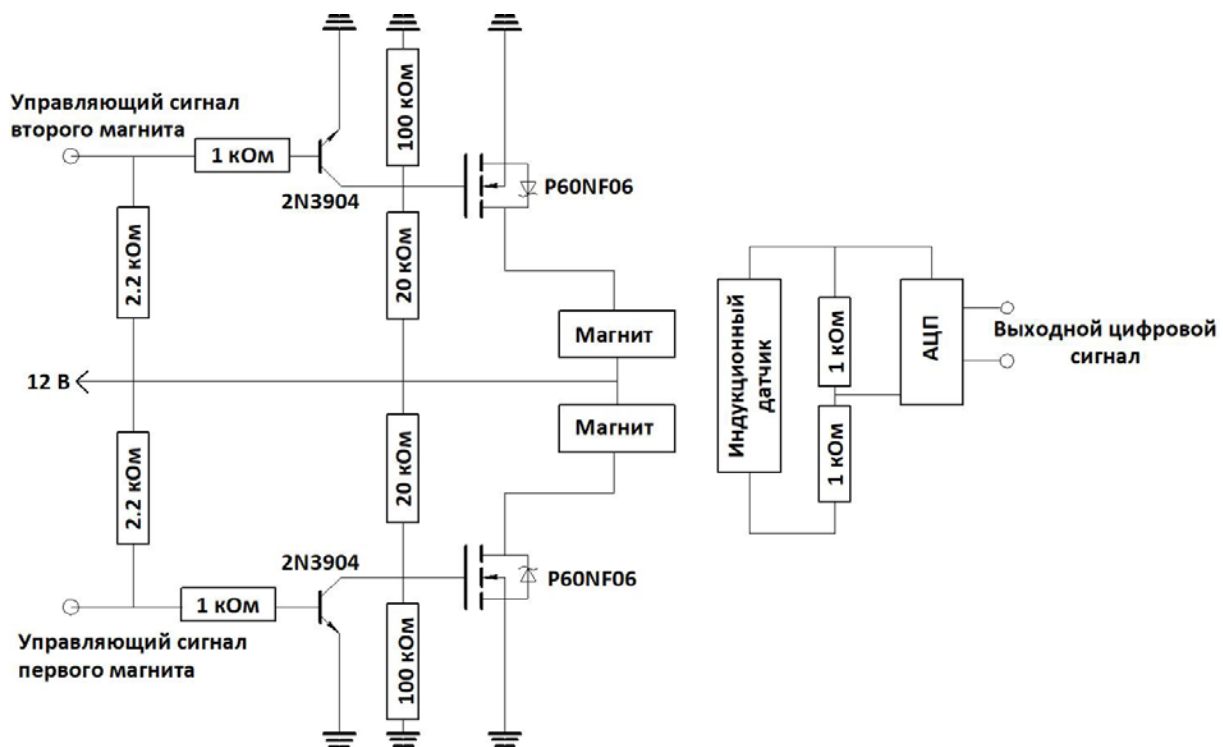 Управляющий сигнал
второго магнита
1 кОм
2N3904
100 кОм
P60NF06
2.2 кОм
20 кОм
Магнит
12 В
Магнит
2.2 кОм
20 кОм
2N3904
P60NF06
1 кОм
100 кОм
Управляющий сигнал
первого магнита
Индукционный
датчик
1 кОм
1 кОм
АЦП
Выходной цифровой
сигнал